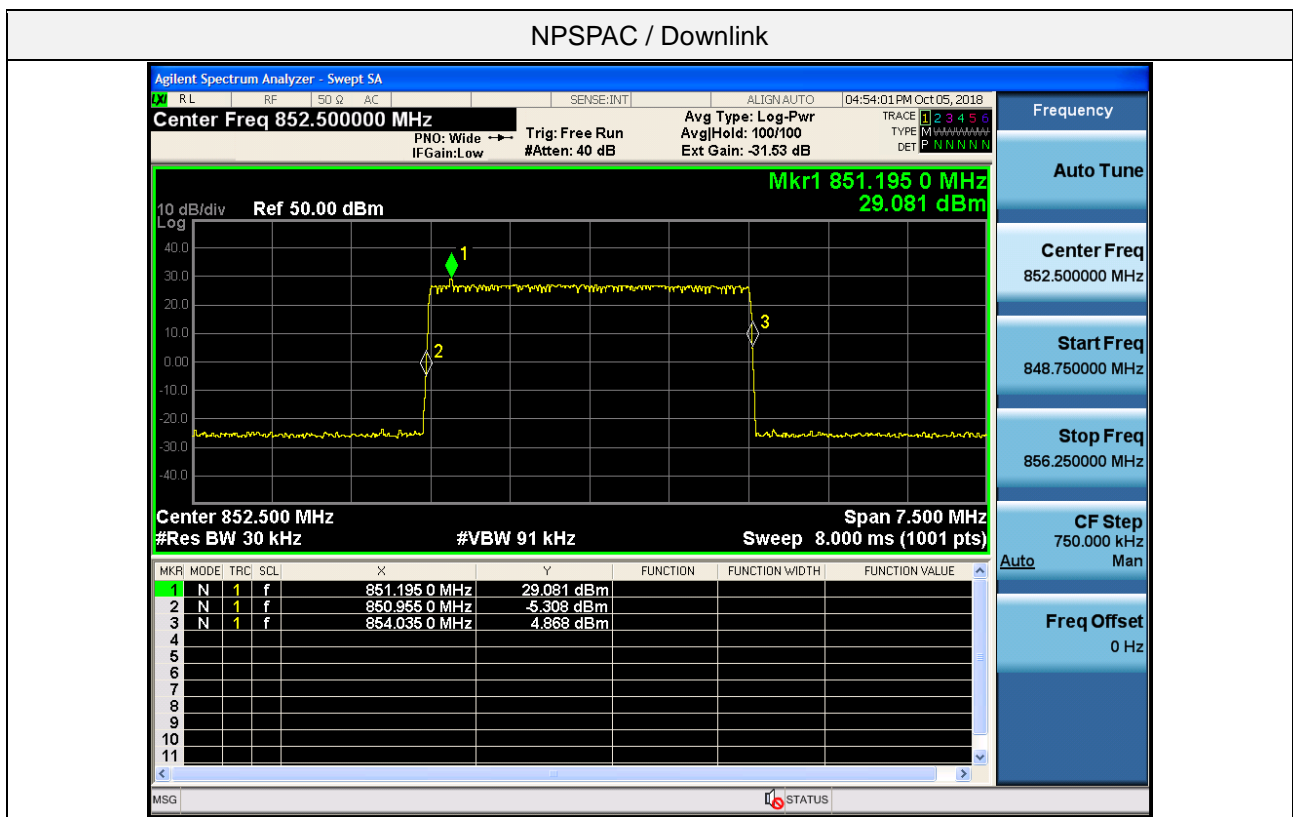 NPSPAC / Downlink
Agilent Spectrum Analyzer - Swept SA
LXI RL RF 50 Ω AC SENSE:INT ALIGN AUTO 04:54:01 PM Oct 05, 2018
Center Freq 852.500000 MHz
PNO: Wide
IFGain:Low
Trig: Free Run
#Atten: 40 dB
Avg Type: Log-Pwr
Avg|Hold: 100/100
Ext Gain: -31.53 dB
TRACE 1 2 3 4 5 6
TYPE M
DET P N N N N N
Mkr1 851.195 0 MHz
29.081 dBm
10 dB/div Ref 50.00 dBm
Log
40.0
30.0
20.0
10.0
0.00
-10.0
-20.0
-30.0
-40.0
1
2
3
Center 852.500 MHz Span 7.500 MHz
#Res BW 30 kHz #VBW 91 kHz Sweep 8.000 ms (1001 pts)
MKR MODE TRC SCL X Y FUNCTION FUNCTION WIDTH FUNCTION VALUE
1 N 1 f 851.195 0 MHz 29.081 dBm
2 N 1 f 850.955 0 MHz -5.308 dBm
3 N 1 f 854.035 0 MHz 4.868 dBm
4
5
6
7
8
9
10
11
MSG STATUS
Frequency
Auto Tune
Center Freq
852.500000 MHz
Start Freq
848.750000 MHz
Stop Freq
856.250000 MHz
CF Step
750.000 kHz
Auto Man
Freq Offset
0 Hz